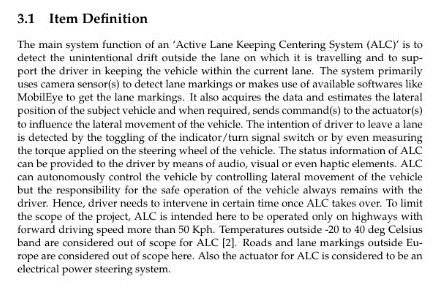 3.1 Item Definition
The main system function of an 'Active Lane Keeping Centering System (ALC)' is to
detect the unintentional drift outside the lane on which it is travelling and to sup-
port the driver in keeping the vehicle within the current lane. The system primarily
uses camera sensor(s) to detect lane markings or makes use of available softwares like
MobilEye to get the lane markings. It also acquires the data and estimates the lateral
position of the subject vehicle and when required, sends command(s) to the actuator(s)
to influence the lateral movement of the vehicle. The intention of driver to leave a lane
is detected by the toggling of the indicator/turn signal switch or by even measuring
the torque applied on the steering wheel of the vehicle. The status information of ALC
can be provided to the driver by means of audio, visual or even haptic elements. ALC
can autonomously control the vehicle by controlling lateral movement of the vehicle
but the responsibility for the safe operation of the vehicle always remains with the
driver. Hence, driver needs to intervene in certain time once ALC takes over. To limit
the scope of the project, ALC is intended here to be operated only on highways with
forward driving speed more than 50 Kph. Temperatures outside -20 to 40 deg Celsius
band are considered out of scope for ALC [2]. Roads and lane markings outside Eu-
rope are considered out of scope here. Also the actuator for ALC is considered to be an
electrical power steering system.